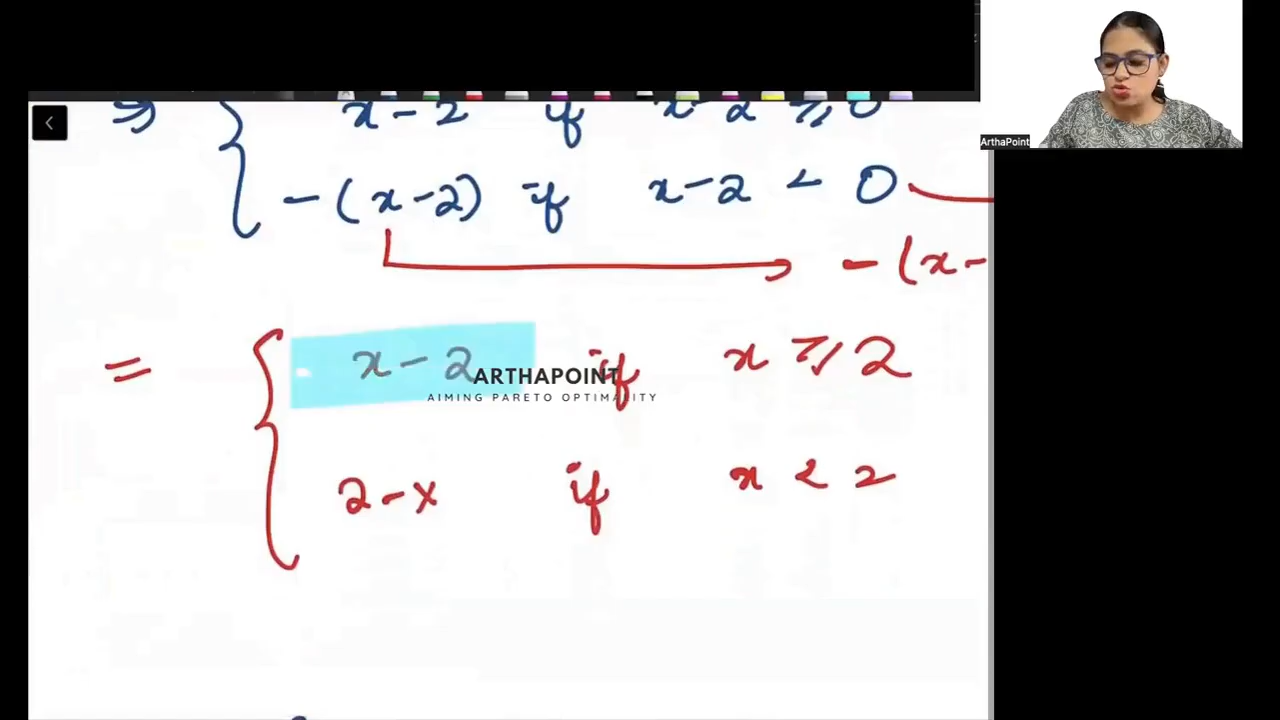 ⇒ { x-2 if x-2 ⩾ 0
-(x-2) if x-2 < 0
-(x-
= { x-2 if x ⩾ 2
2-x if x < 2
ARTHAPOINT
AIMING PARETO OPTIMALITY
ArthaPoint